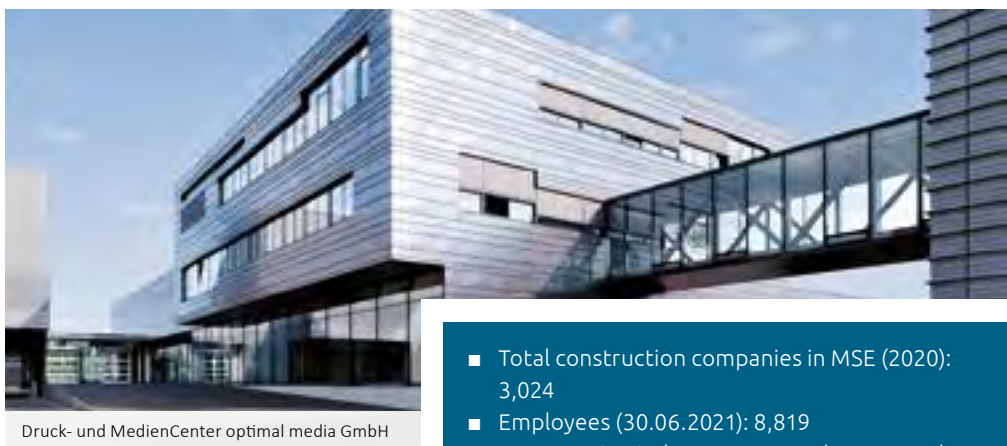 Total construction companies in MSE (2020):
3,024
Employees (30.06.2021): 8,819
Druck- und MedienCenter optimal media GmbH